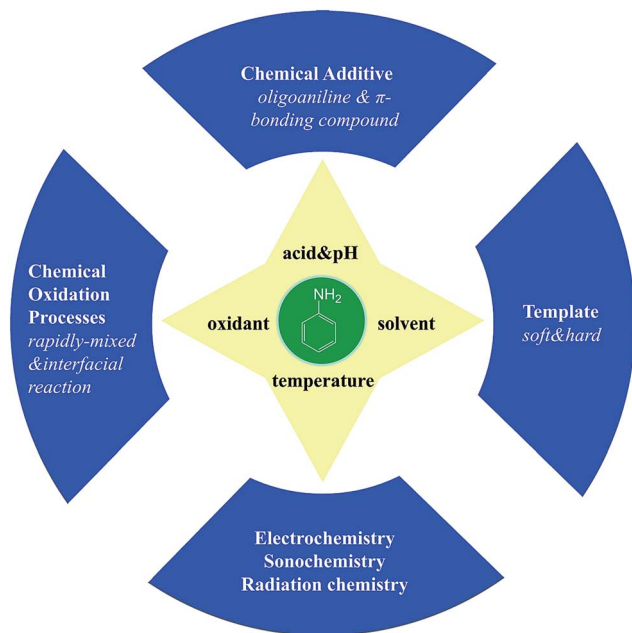 Chemical Additive
oligoaniline & π-
bonding compound
Chemical
Oxidation
Processes
rapidly-mixed
&interfacial
reaction
acid&pH
NH₂
oxidant
solvent
temperature
Template
soft&hard
Electrochemistry
Sonochemistry
Radiation chemistry